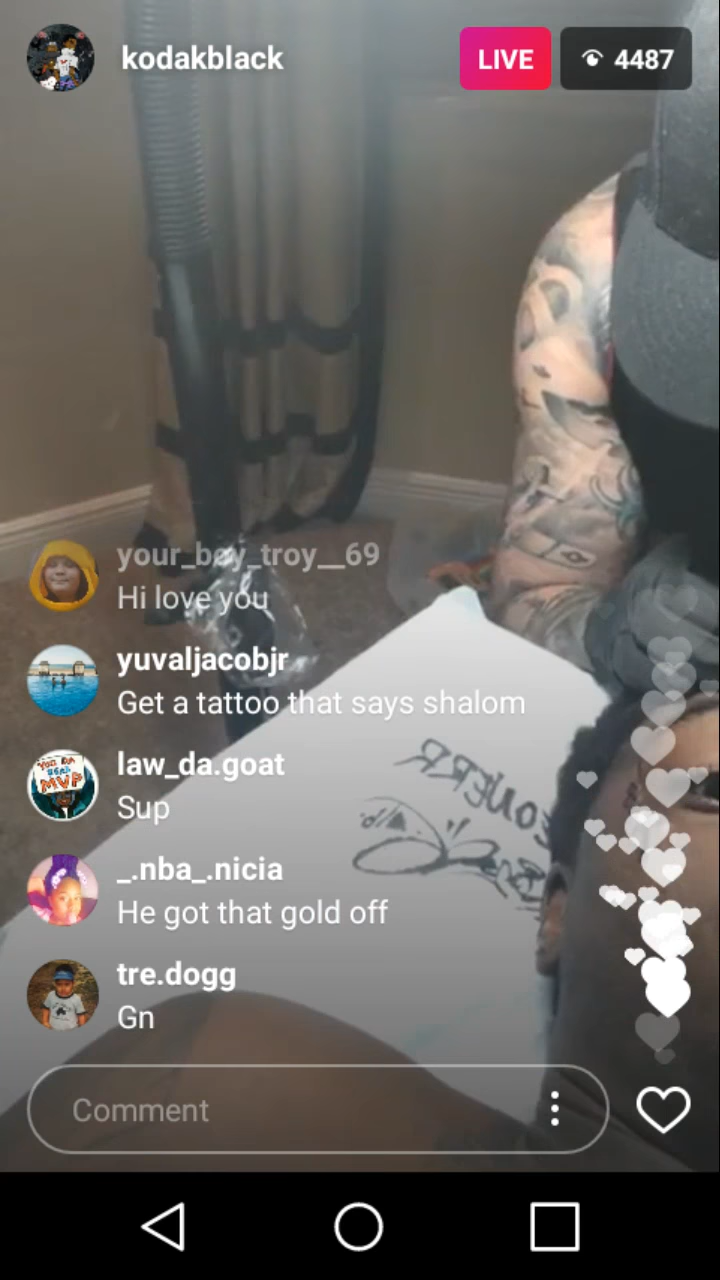 kodakblack
LIVE
4487
your_boy_troy__69
Hi love you
yuvaljacobjr
Get a tattoo that says shalom
law_da.goat
Sup
_.nba_.nicia
He got that gold off
tre.dogg
Gn
Comment